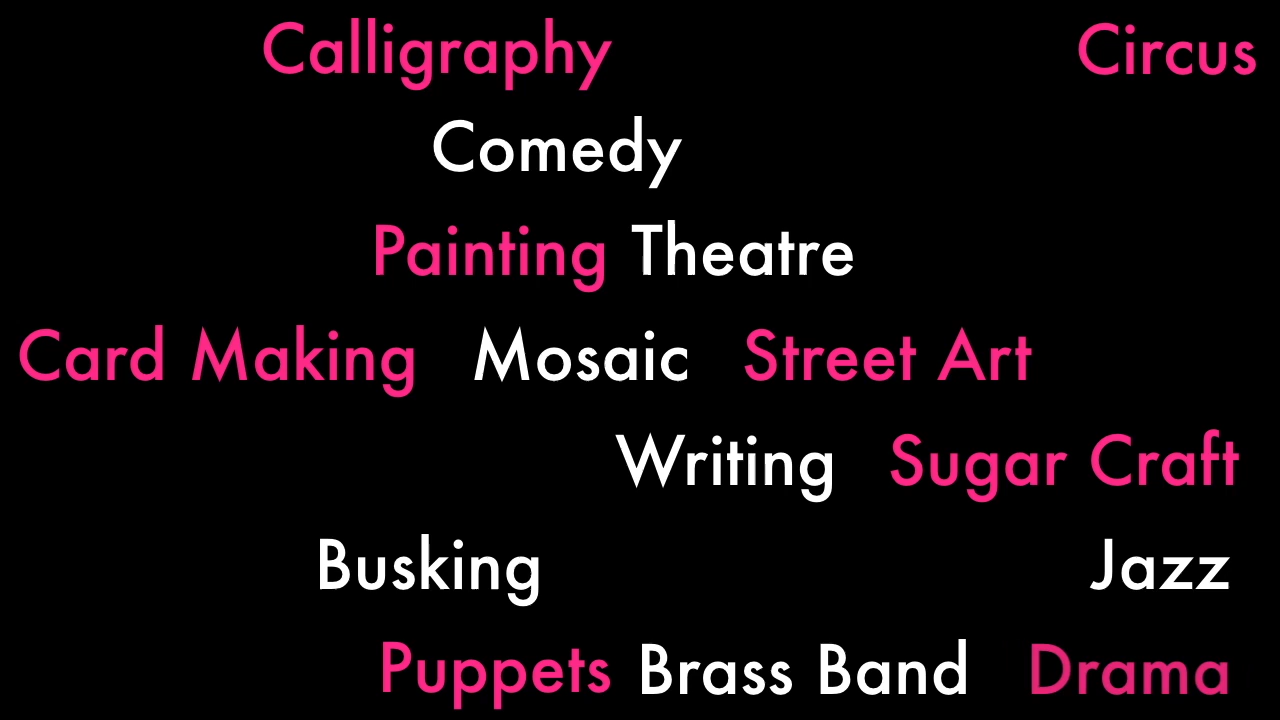 Calligraphy Circus
Comedy
Painting Theatre
Card Making Mosaic Street Art
Writing Sugar Craft
Busking Jazz
Puppets Brass Band Drama